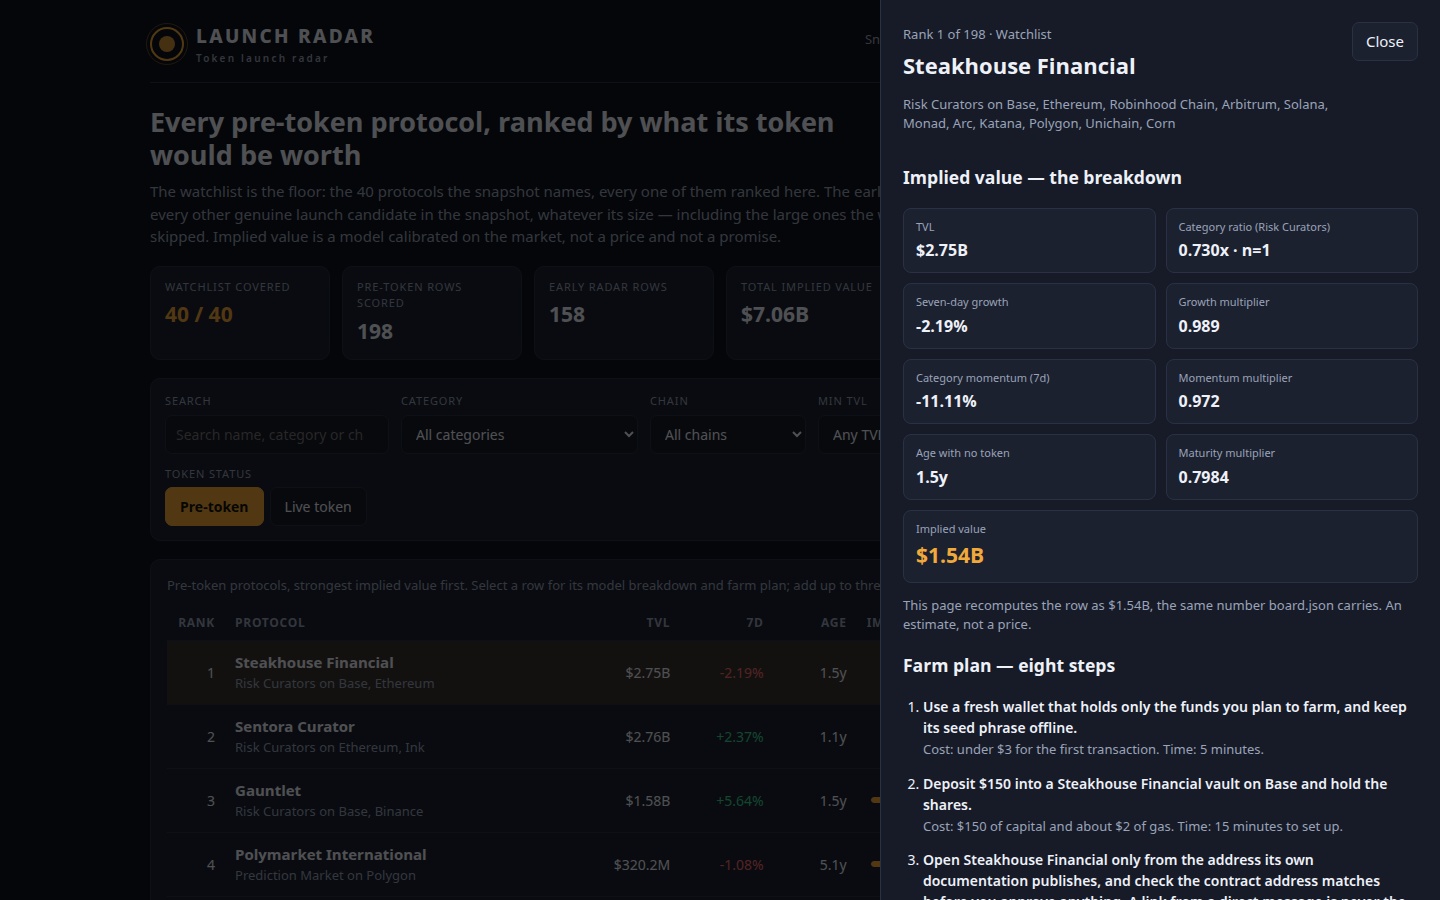 LAUNCH RADAR
Token launch radar
Every pre-token protocol, ranked by what its token
would be worth
The watchlist is the floor: the 40 protocols the snapshot names, every one of them ranked here. The
every other genuine launch candidate in the snapshot, whatever its size — including the large ones the
skipped. Implied value is a model calibrated on the market, not a price and not a promise.
WATCHLIST COVERED
40 / 40
PRE-TOKEN ROWS
SCORED
198
EARLY RADAR ROWS
158
TOTAL IMPLIED VALUE
$7.06B
SEARCH
CATEGORY
CHAIN
MIN TVL
Search name, category or ch
All categories
All chains
Any
TOKEN STATUS
Pre-token
Live token
Pre-token protocols, strongest implied value first. Select a row for its model breakdown and farm plan; add up to
RANK PROTOCOL TVL 7D AGE
1 Steakhouse Financial $2.75B -2.19% 1.5y
Risk Curators on Base, Ethereum
2 Sentora Curator $2.76B +2.37% 1.1y
Risk Curators on Ethereum, Ink
3 Gauntlet $1.58B +5.64% 1.5y
Risk Curators on Base, Binance
4 Polymarket International $320.2M -1.08% 5.1y
Prediction Market on Polygon
Rank 1 of 198 · Watchlist
Close
Steakhouse Financial
Risk Curators on Base, Ethereum, Robinhood Chain, Arbitrum, Solana,
Monad, Arc, Katana, Polygon, Unichain, Corn
Implied value — the breakdown
TVL
$2.75B
Category ratio (Risk Curators)
0.730x · n=1
Seven-day growth
-2.19%
Growth multiplier
0.989
Category momentum (7d)
-11.11%
Momentum multiplier
0.972
Age with no token
1.5y
Maturity multiplier
0.7984
Implied value
$1.54B
This page recomputes the row as $1.54B, the same number board.json carries. An
estimate, not a price.
Farm plan — eight steps
1. Use a fresh wallet that holds only the funds you plan to farm, and keep
its seed phrase offline.
Cost: under $3 for the first transaction. Time: 5 minutes.
2. Deposit $150 into a Steakhouse Financial vault on Base and hold the
shares.
Cost: $150 of capital and about $2 of gas. Time: 15 minutes to set up.
3. Open Steakhouse Financial only from the address its own
documentation publishes, and check the contract address matches
before you approve anything. A link from a direct message is never the